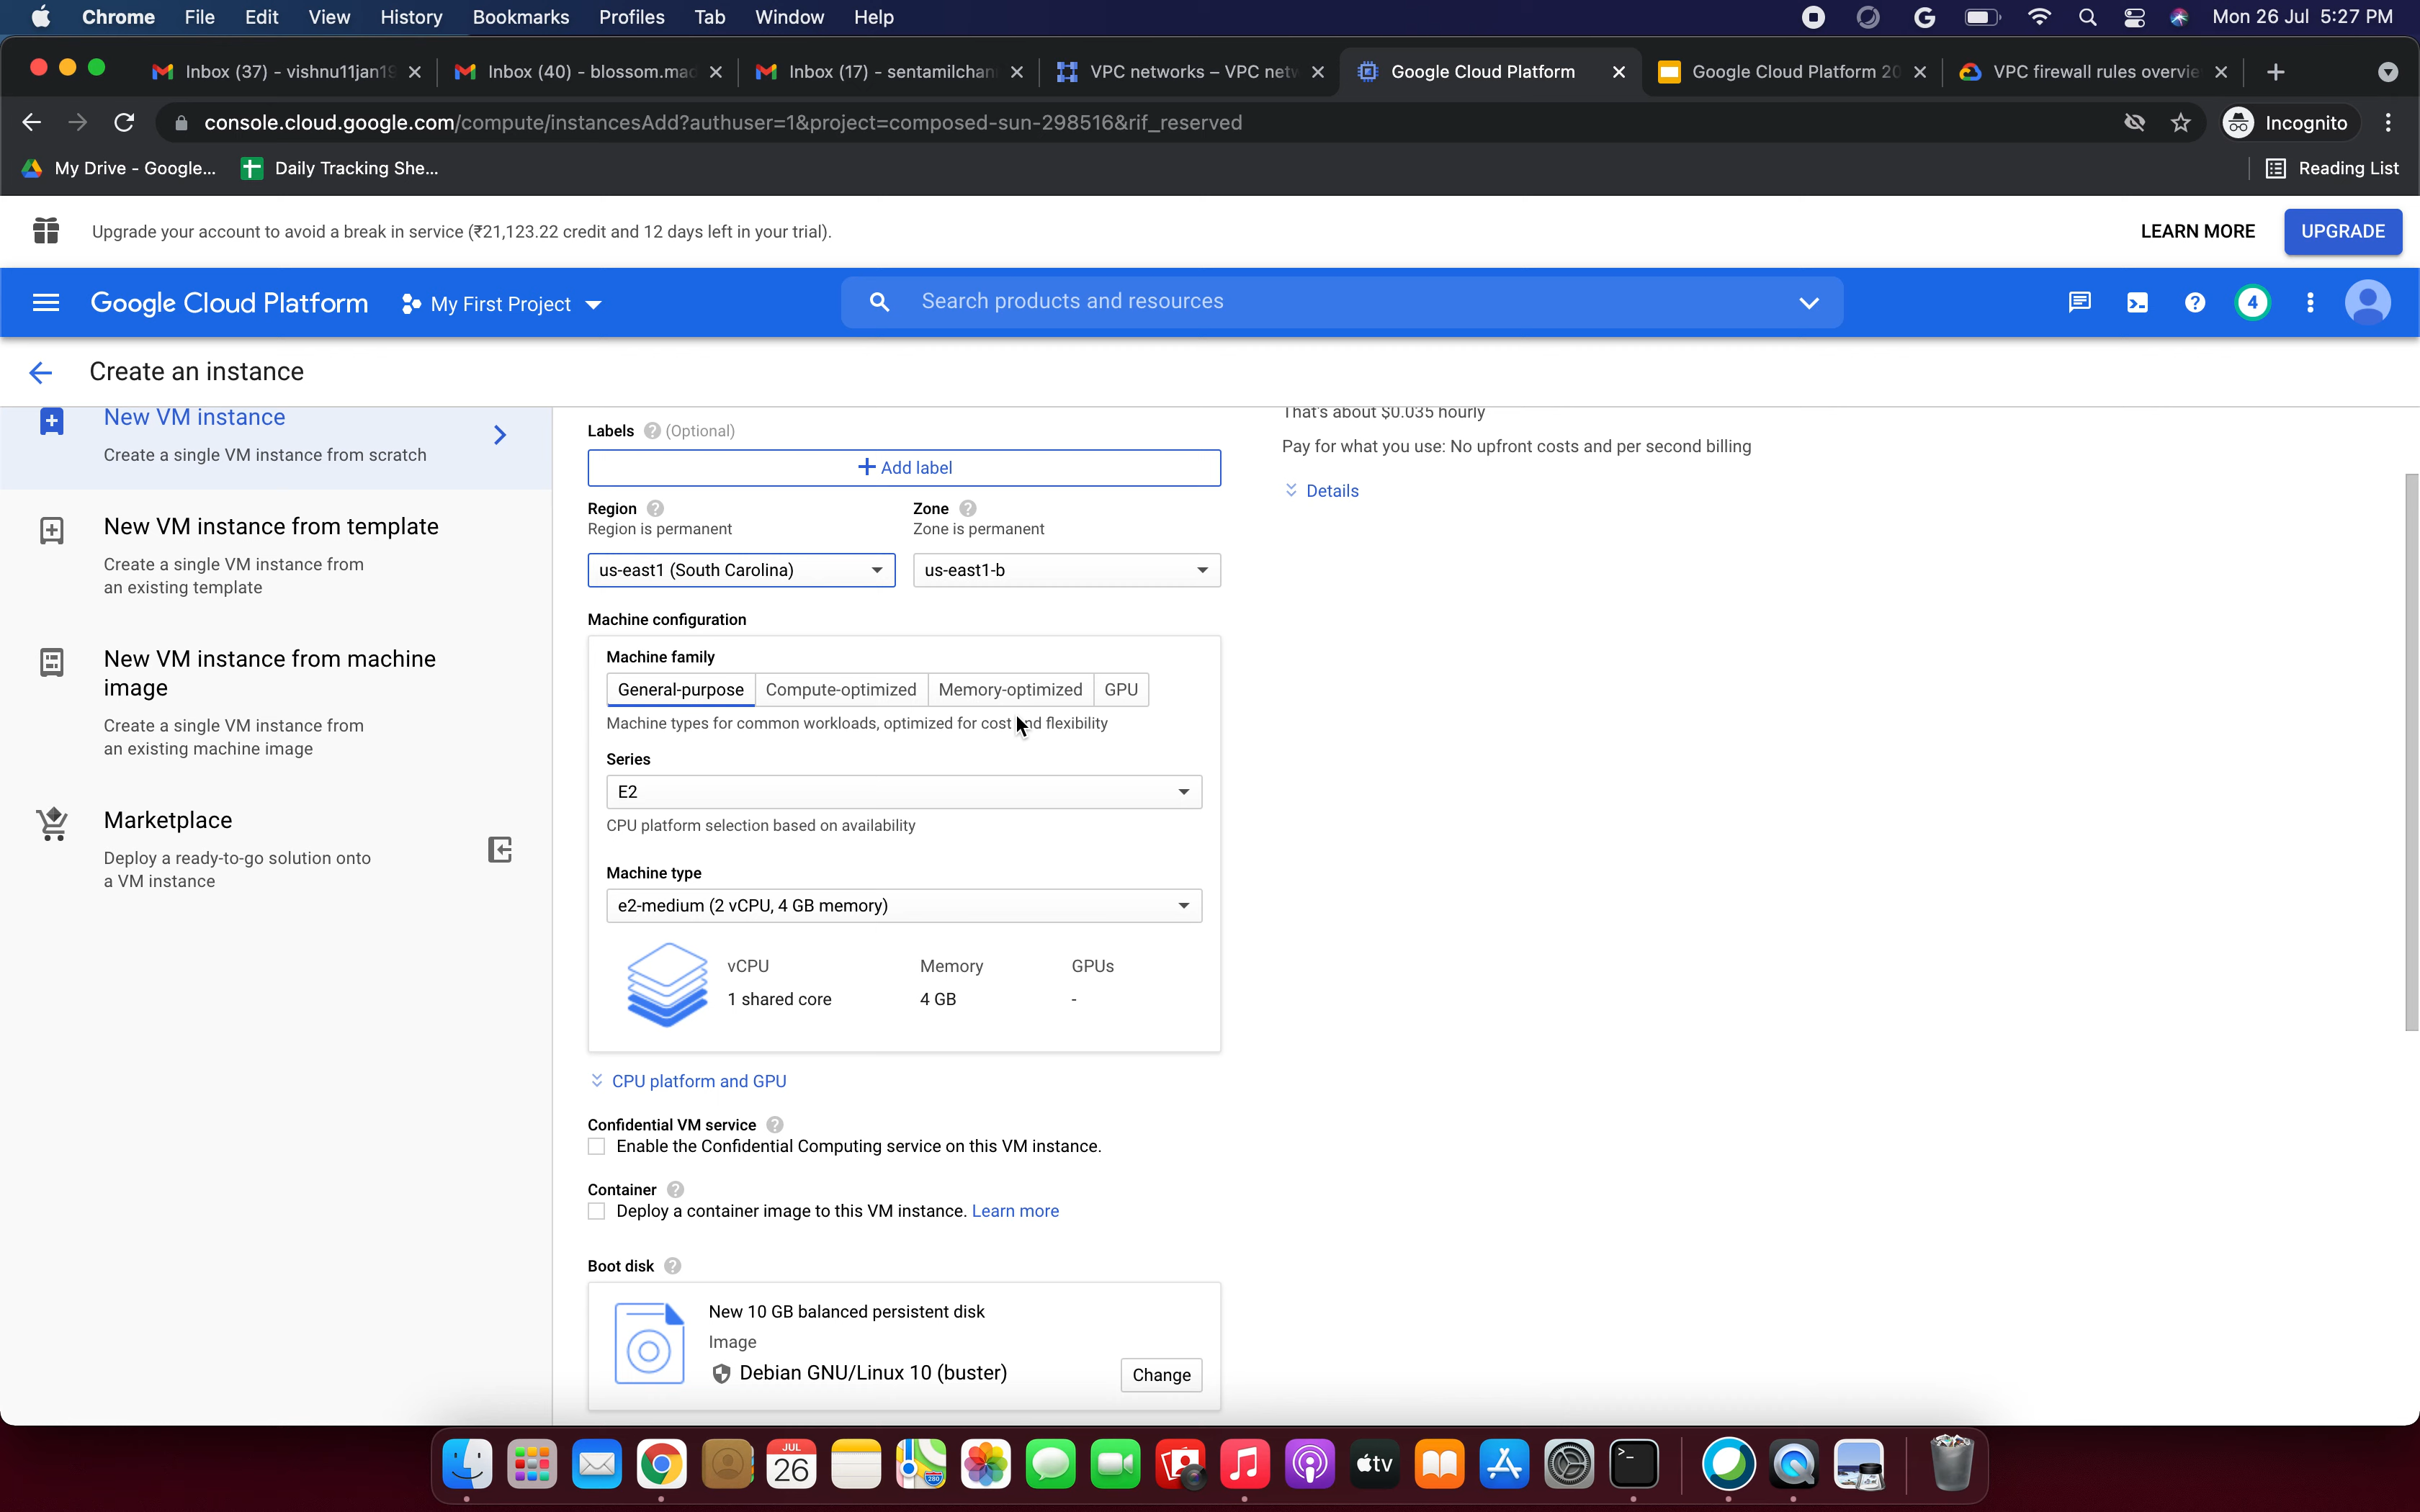 Chrome File Edit View History Bookmarks Profiles Tab Window Help Mon 26 Jul 5:27 PM
Inbox (37) - vishnu11jan19 Inbox (40) - blossom.mad Inbox (17) - sentamilchan VPC networks – VPC netw Google Cloud Platform Google Cloud Platform 20 VPC firewall rules overvie
console.cloud.google.com/compute/instancesAdd?authuser=1&project=composed-sun-298516&rif_reserved Incognito
My Drive - Google... Daily Tracking She... Reading List
Upgrade your account to avoid a break in service (₹21,123.22 credit and 12 days left in your trial). LEARN MORE UPGRADE
Google Cloud Platform My First Project Search products and resources 4
Create an instance
New VM instance
Create a single VM instance from scratch
New VM instance from template
Create a single VM instance from
an existing template
New VM instance from machine
image
Create a single VM instance from
an existing machine image
Marketplace
Deploy a ready-to-go solution onto
a VM instance
Labels (Optional)
Add label
Region Zone
Region is permanent Zone is permanent
us-east1 (South Carolina) us-east1-b
Machine configuration
Machine family
General-purpose Compute-optimized Memory-optimized GPU
Machine types for common workloads, optimized for cost and flexibility
Series
E2
CPU platform selection based on availability
Machine type
e2-medium (2 vCPU, 4 GB memory)
vCPU Memory GPUs
1 shared core 4 GB -
CPU platform and GPU
Confidential VM service
Enable the Confidential Computing service on this VM instance.
Container
Deploy a container image to this VM instance. Learn more
Boot disk
New 10 GB balanced persistent disk
Image
Debian GNU/Linux 10 (buster) Change
That's about $0.035 hourly
Pay for what you use: No upfront costs and per second billing
Details
JUL
26
tv